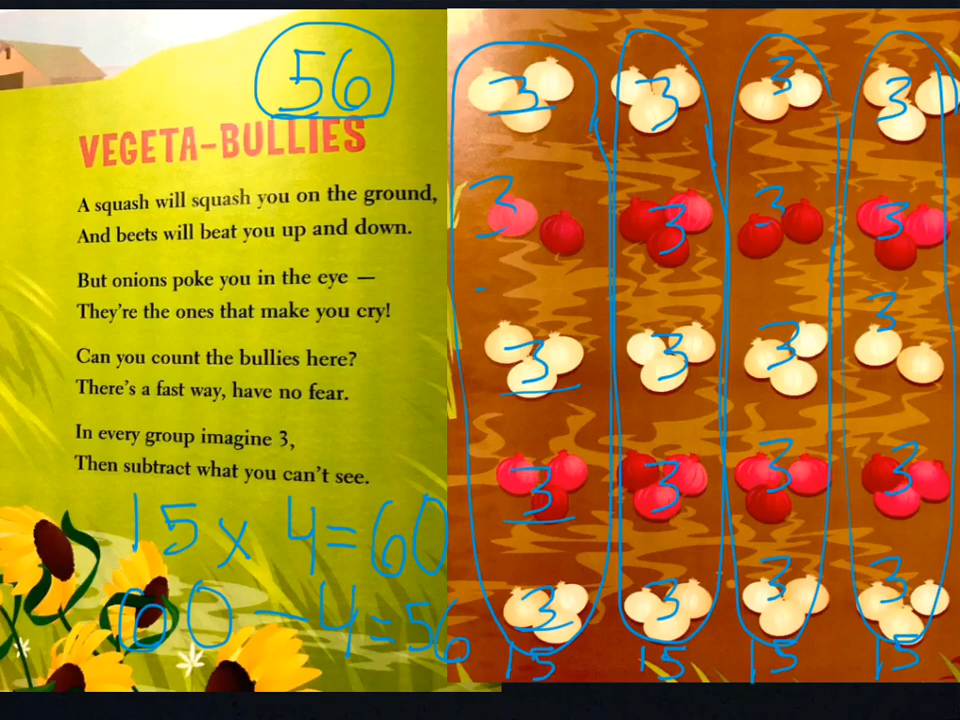 56
VEGETA-BULLIES
A squash will squash you on the ground,
And beets will beat you up and down.
But onions poke you in the eye —
They're the ones that make you cry!
Can you count the bullies here?
There's a fast way, have no fear.
In every group imagine 3,
Then subtract what you can't see.
15 x 4 = 60
60 - 4 = 56
3 3 3 3
3 3 3 3
3 3 3 3
3 3 3 3
3 3 3 3
15 15 15 15